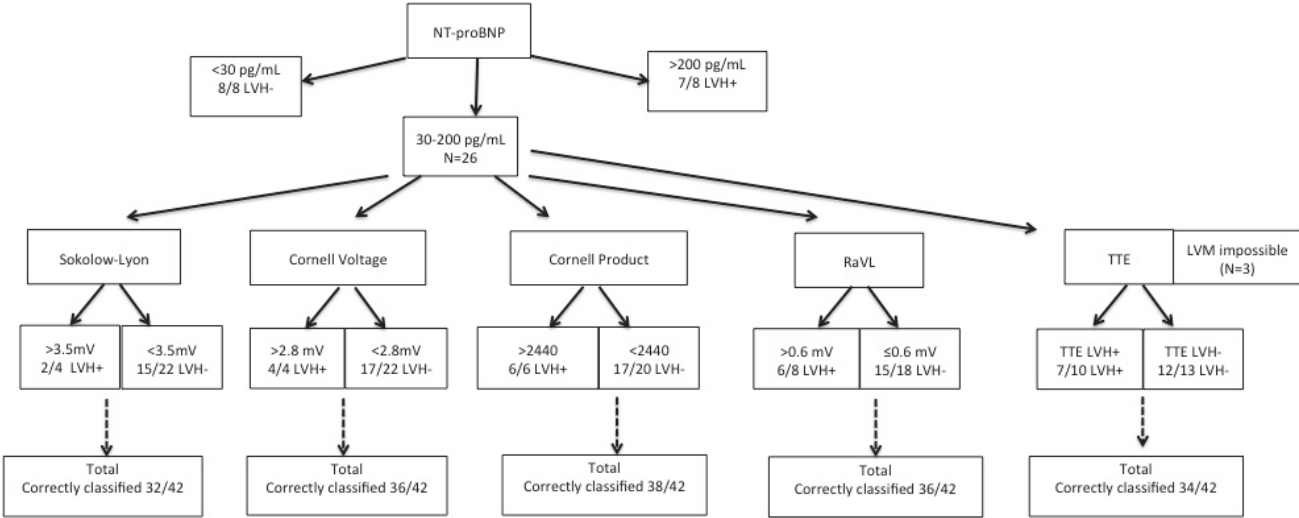 NT-proBNP
<30 pg/mL
8/8 LVH-
>200 pg/mL
7/8 LVH+
30-200 pg/mL
N=26
Sokolow-Lyon
Cornell Voltage
Cornell Product
RaVL
TTE
LVM impossible
(N=3)
>3.5mV
2/4 LVH+
<3.5mV
15/22 LVH-
>2.8 mV
4/4 LVH+
<2.8mV
17/22 LVH-
>2440
6/6 LVH+
<2440
17/20 LVH-
>0.6 mV
6/8 LVH+
≤0.6 mV
15/18 LVH-
TTE LVH+
7/10 LVH+
TTE LVH-
12/13 LVH-
Total
Correctly classified 32/42
Total
Correctly classified 36/42
Total
Correctly classified 38/42
Total
Correctly classified 36/42
Total
Correctly classified 34/42